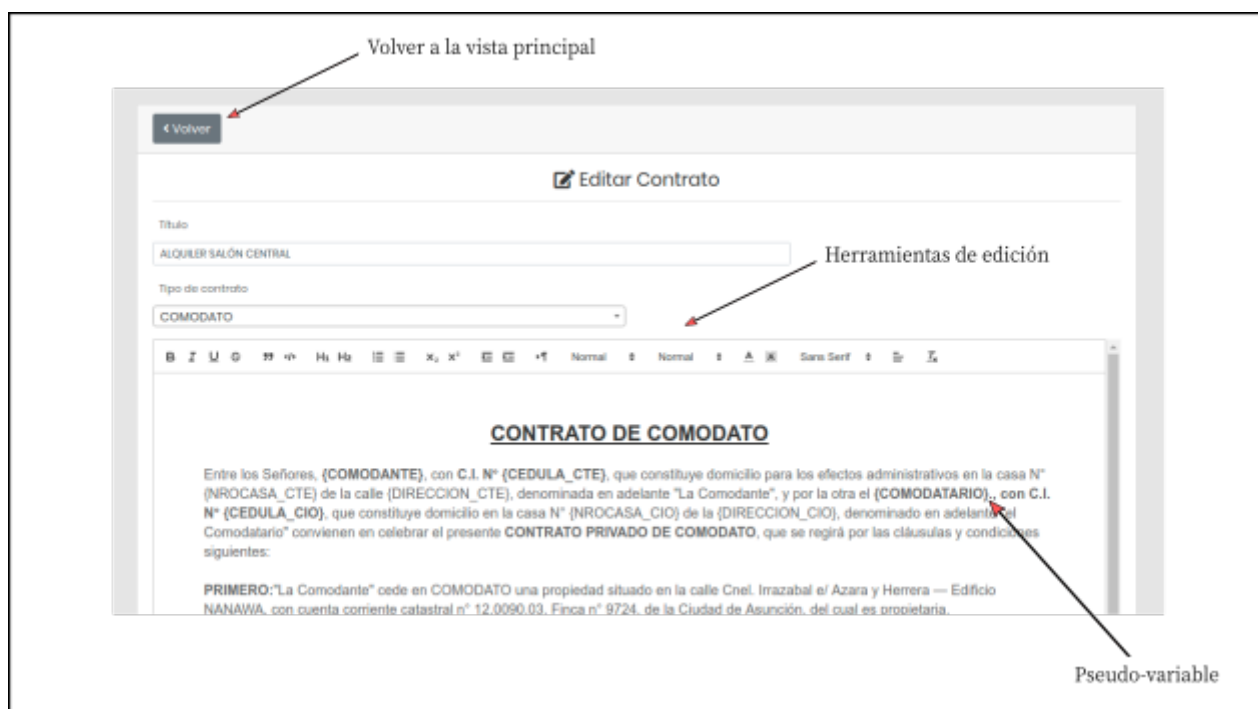 Volver a la vista principal
Volver
Editar Contrato
Título
ALQUILER SALÓN CENTRAL
Herramientas de edición
Tipo de contrato
COMODATO
B I U S H₁ H₂ x₂ x² Normal Normal A Sans Serif
CONTRATO DE COMODATO
Entre los Señores, {COMODANTE}, con C.I. Nº {CEDULA_CTE}, que constituye domicilio para los efectos administrativos en la casa N°
{NROCASA_CTE} de la calle {DIRECCION_CTE}, denominada en adelante "La Comodante", y por la otra el {COMODATARIO}., con C.I.
Nº {CEDULA_CIO}, que constituye domicilio en la casa N° {NROCASA_CIO} de la {DIRECCION_CIO}, denominado en adelante "el
Comodatario" convienen en celebrar el presente CONTRATO PRIVADO DE COMODATO, que se regirá por las cláusulas y condiciones
siguientes:
PRIMERO:"La Comodante" cede en COMODATO una propiedad situado en la calle Cnel. Irrazabal e/ Azara y Herrera — Edificio
NANAWA, con cuenta corriente catastral n° 12.0090.03, Finca n° 9724, de la Ciudad de Asunción, del cual es propietaria.
Pseudo-variable